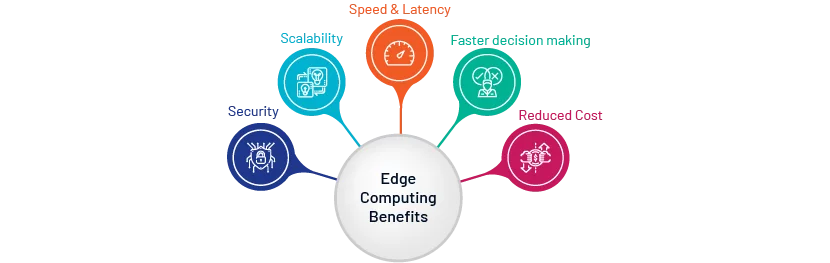 Speed & Latency
Scalability
Faster decision making
Security
Reduced Cost
Edge
Computing
Benefits